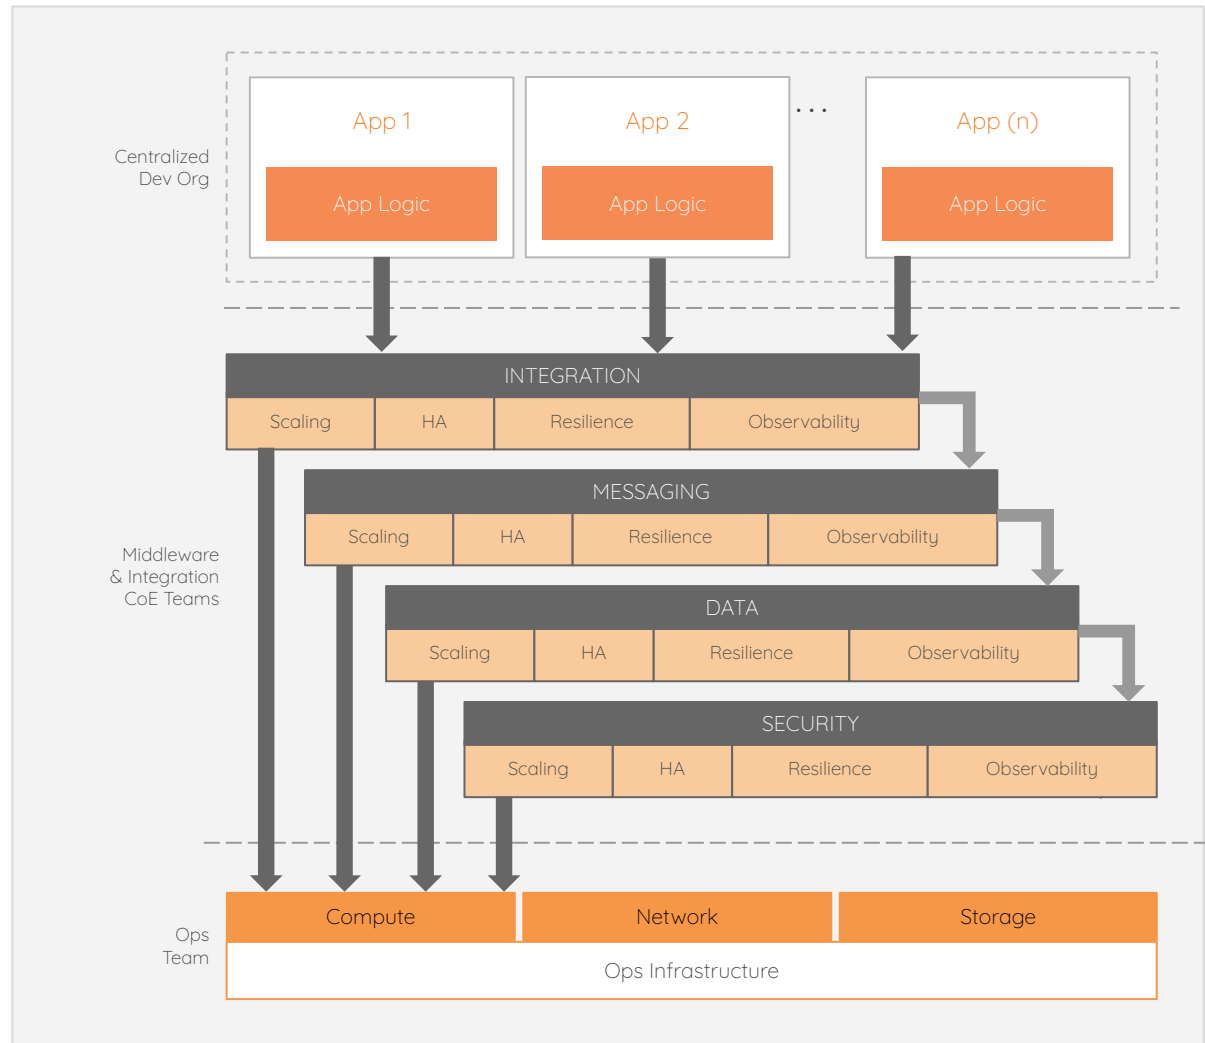 App 1
App 2
...
App (n)
Centralized
Dev Org
App Logic
App Logic
App Logic
INTEGRATION
Scaling
HA
Resilience
Observability
MESSAGING
Scaling
HA
Resilience
Observability
Middleware
& Integration
CoE Teams
DATA
Scaling
HA
Resilience
Observability
SECURITY
Scaling
HA
Resilience
Observability
Compute
Network
Storage
Ops
Team
Ops Infrastructure